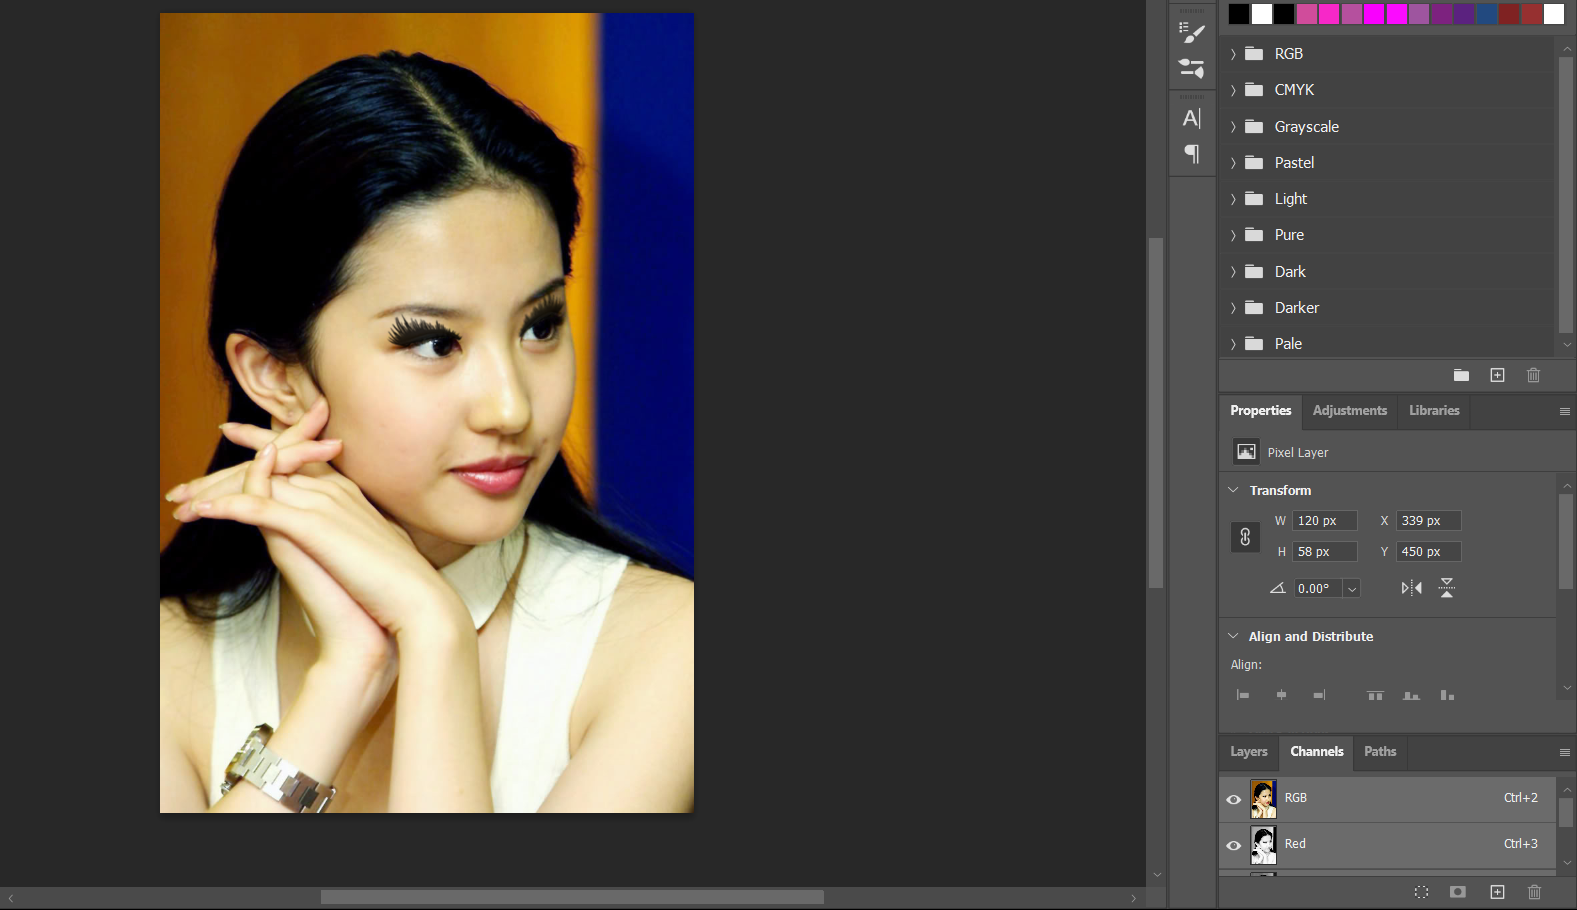 RGB
CMYK
Grayscale
Pastel
Light
Pure
Dark
Darker
Pale
Properties Adjustments Libraries
Pixel Layer
Transform
W 120 px X 339 px
H 58 px Y 450 px
0.00°
Align and Distribute
Align:
Layers Channels Paths
RGB Ctrl+2
Red Ctrl+3